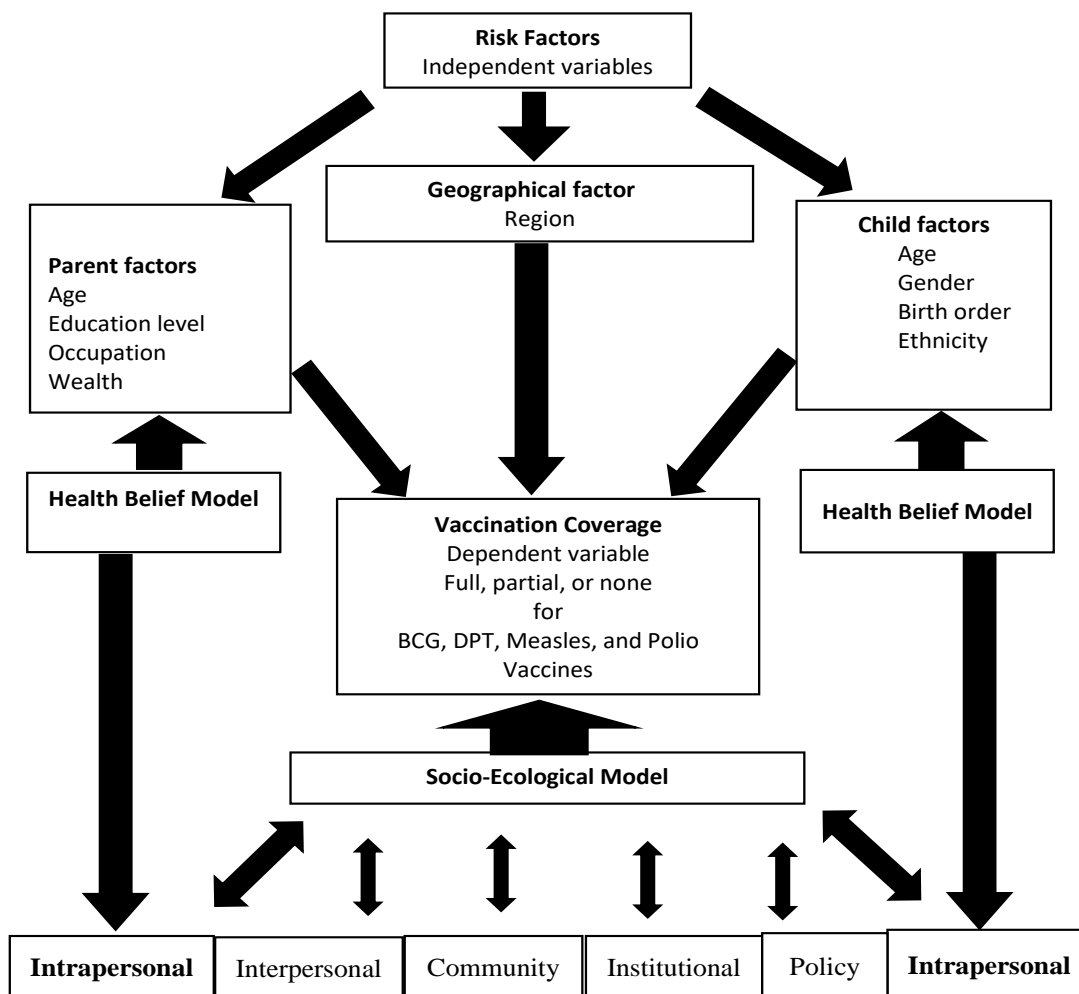 Risk Factors
Independent variables
Geographical factor
Region
Parent factors
Age
Education level
Occupation
Wealth
Child factors
Age
Gender
Birth order
Ethnicity
Health Belief Model
Health Belief Model
Vaccination Coverage
Dependent variable
Full, partial, or none
for
BCG, DPT, Measles, and Polio
Vaccines
Socio-Ecological Model
Intrapersonal
Interpersonal
Community
Institutional
Policy
Intrapersonal